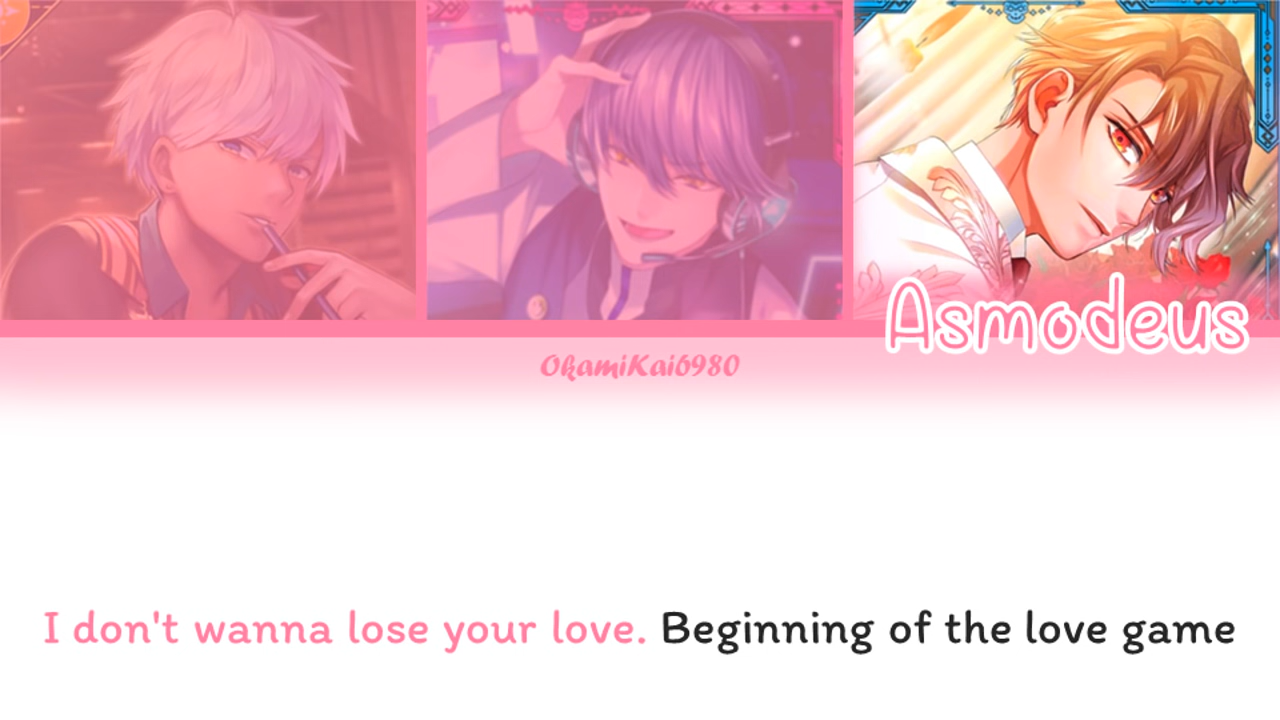 Asmodeus
OkamiKai6980
I don't wanna lose your love. Beginning of the love game